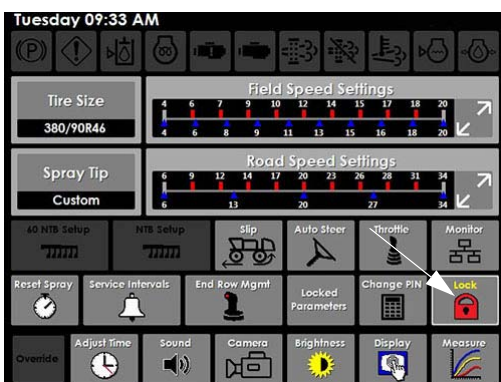 Tuesday 09:33 AM
(P)
Tire Size
380/90R46
Field Speed Settings
4 6 7 9 10 12 14 15 17 18 20
4 6 8 9 11 13 15 16 18 20
Spray Tip
Custom
Road Speed Settings
6 9 12 14 17 20 23 26 28 31 34
6 13 20 27 34
60 NTB Setup NTB Setup Slip Auto Steer Throttle Monitor
Reset Spray Service Intervals End Row Mgmt Locked Parameters Change PIN Lock
Override Adjust Time Sound Camera Brightness Display Measure